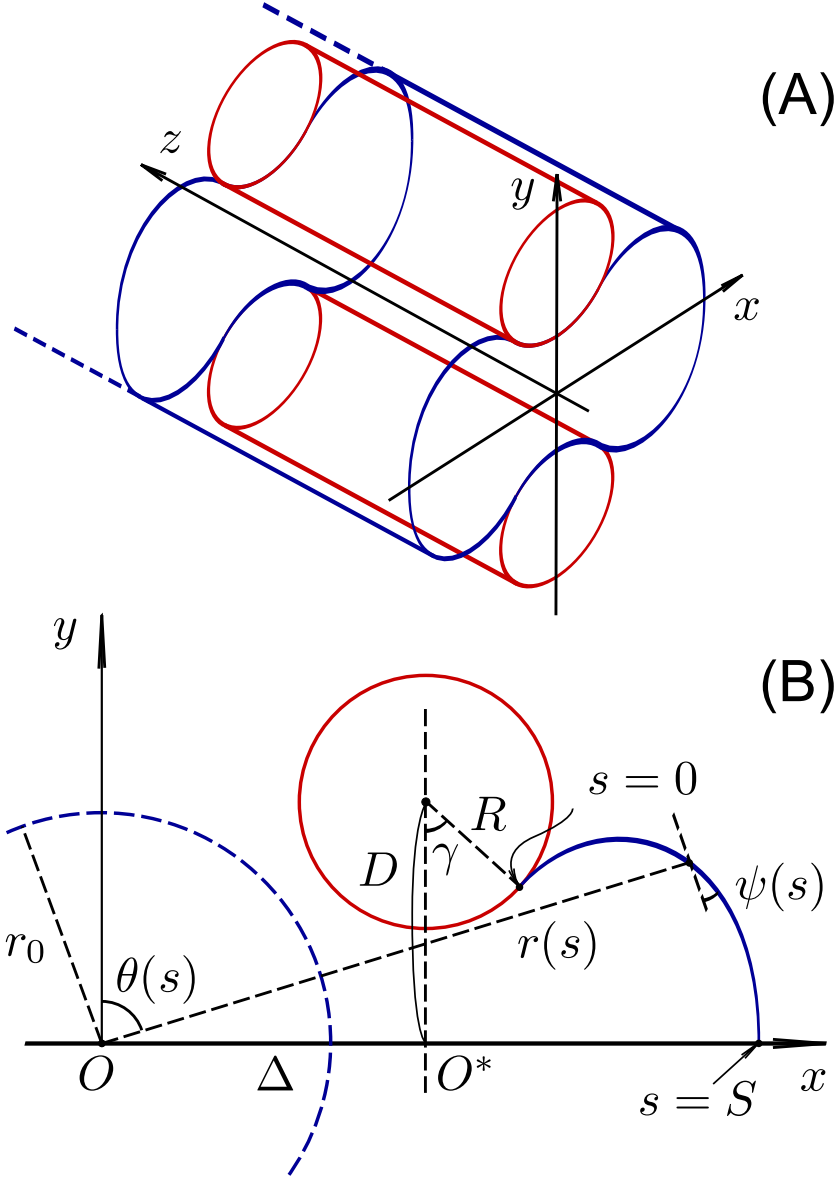 (A)
z
y
x
(B)
y
s = 0
R
γ
D
ψ(s)
r(s)
r₀
θ(s)
O
Δ
O*
x
s = S